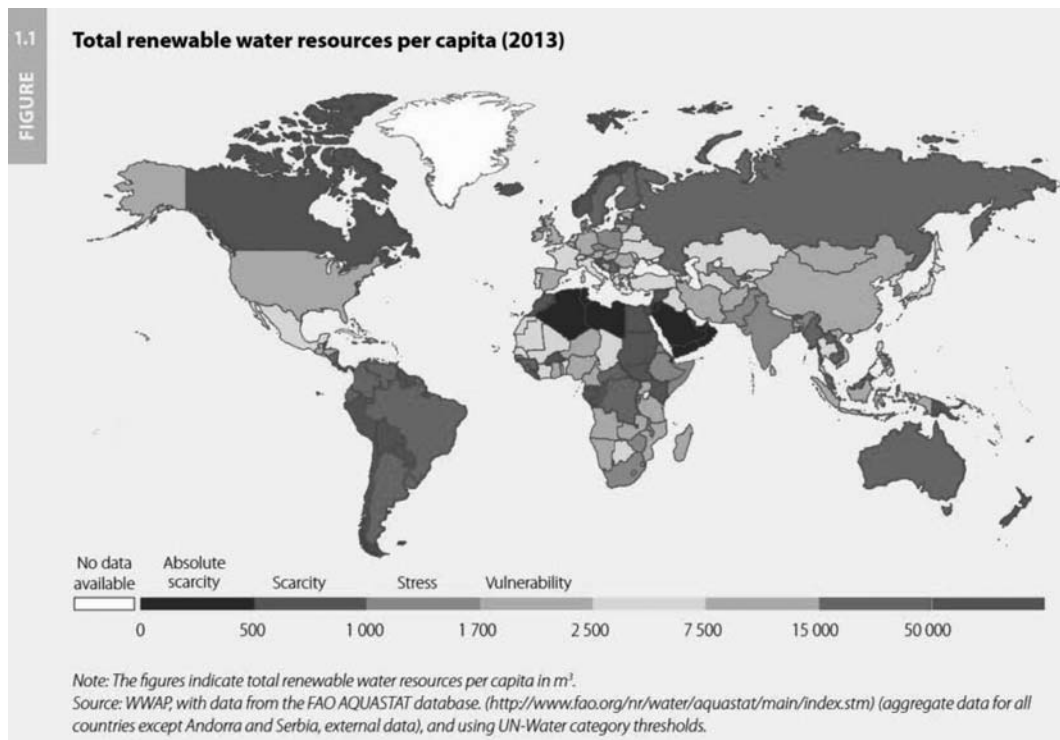 1.1
FIGURE
Total renewable water resources per capita (2013)
No data
available
Absolute
scarcity
Scarcity
Stress
Vulnerability
0
500
1 000
1 700
2 500
7 500
15 000
50 000
Note: The figures indicate total renewable water resources per capita in m³.
Source: WWAP, with data from the FAO AQUASTAT database. (http://www.fao.org/nr/water/aquastat/main/index.stm) (aggregate data for all
countries except Andorra and Serbia, external data), and using UN-Water category thresholds.